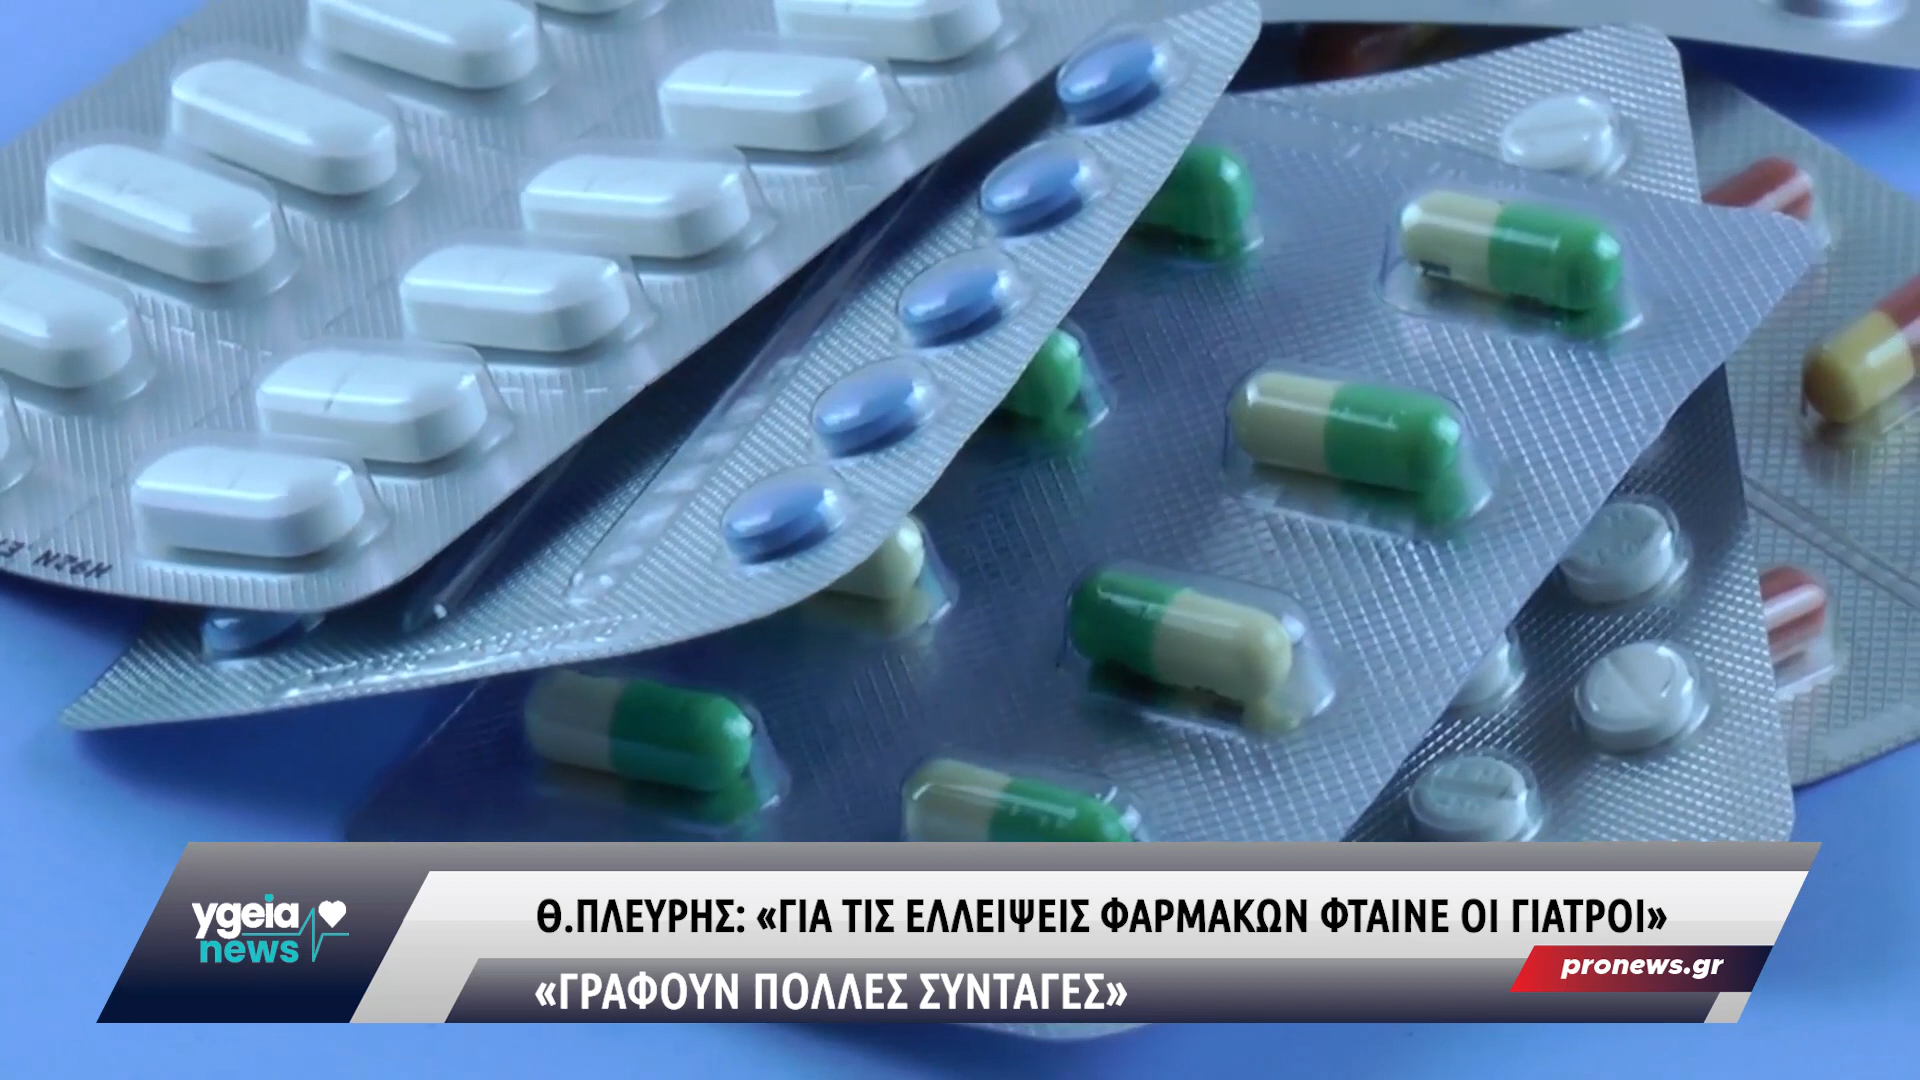 Θ.ΠΛΕΥΡΗΣ: «ΓΙΑ ΤΙΣ ΕΛΛΕΙΨΕΙΣ ΦΑΡΜΑΚΩΝ ΦΤΑΙΝΕ ΟΙ ΓΙΑΤΡΟΙ»
ygeia
news
pronews.gr
«ΓΡΑΦΟΥΝ ΠΟΛΛΕΣ ΣΥΝΤΑΓΕΣ»